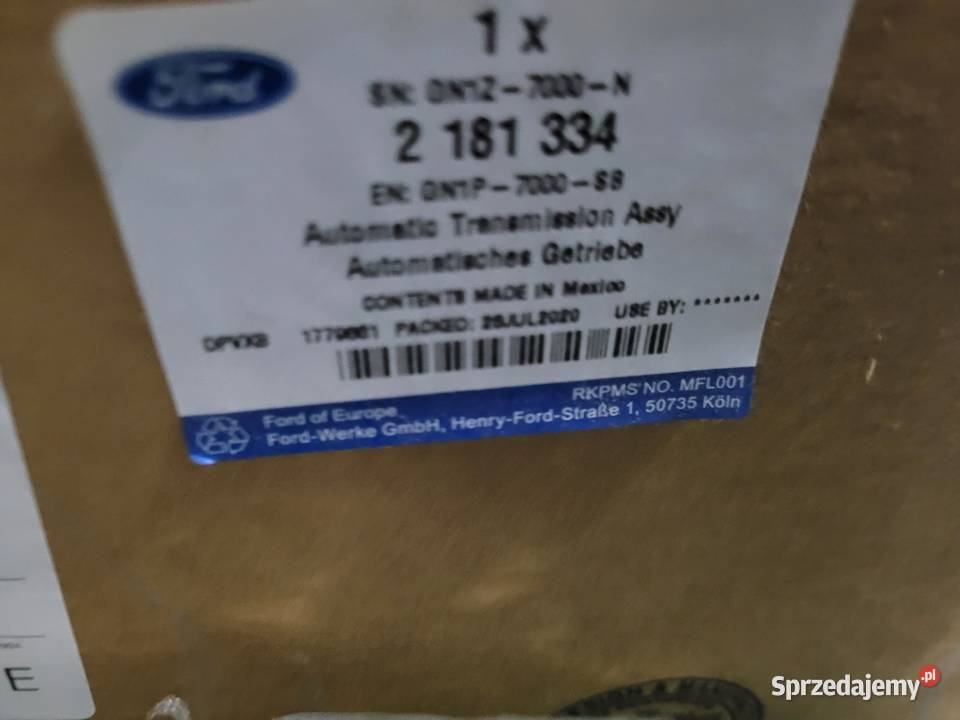 1 x
Ford
SN: GN1Z-7000-N
2 181 334
EN: GN1P-7000-SB
Automatic Transmission Assy
Automatisches Getriebe
CONTENTS MADE IN Mexico
PACKED: 28JUL2020 USE BY: *******
RKPMS NO. MFL001
Ford of Europe
Ford-Werke GmbH, Henry-Ford-Straße 1, 50735 Köln
E
Sprzedajemy.pl